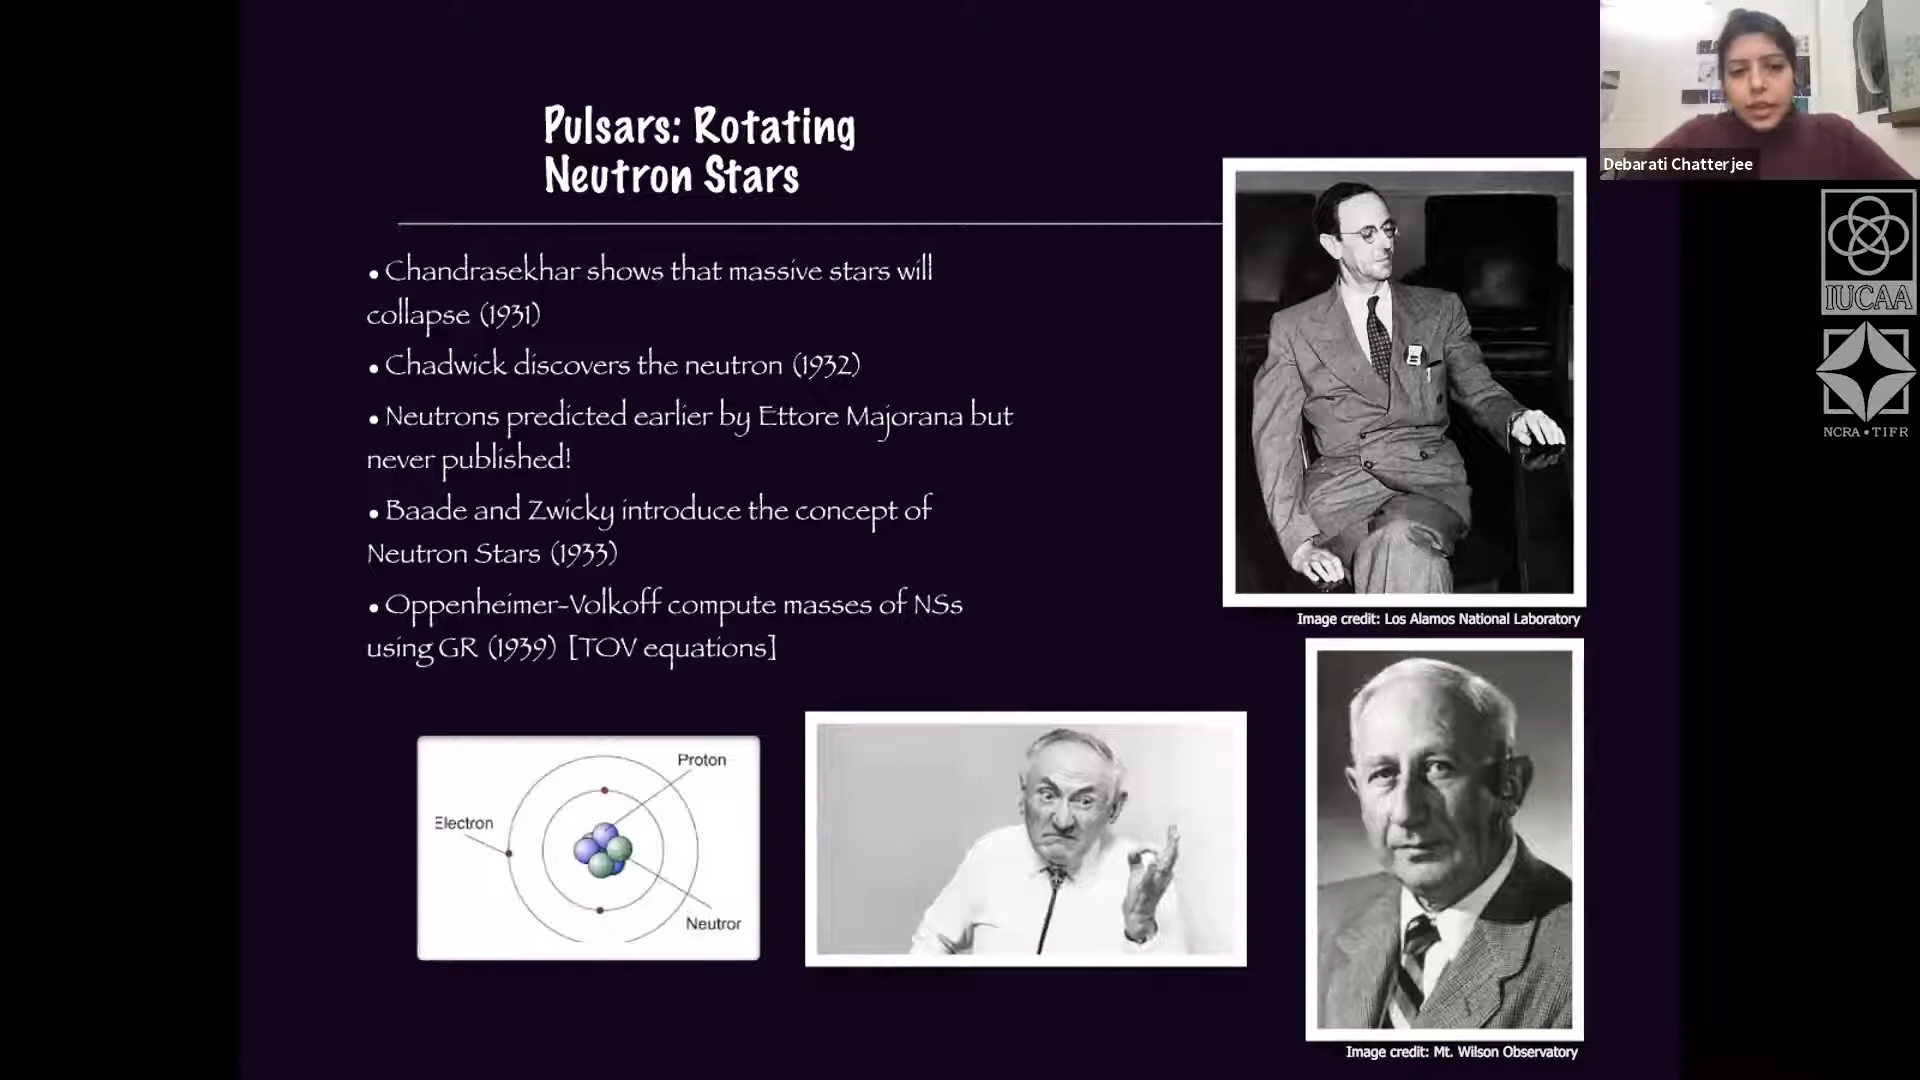 Pulsars: Rotating
Neutron Stars
• Chandrasekhar shows that massive stars will
collapse (1931)
• Chadwick discovers the neutron (1932)
• Neutrons predicted earlier by Ettore Majorana but
never published!
• Baade and Zwicky introduce the concept of
Neutron Stars (1933)
• Oppenheimer-Volkoff compute masses of NSs
using GR (1939) [TOV equations]
Proton
Electron
Neutror
Image credit: Los Alamos National Laboratory
Image credit: Mt. Wilson Observatory
Debarati Chatterjee
IUCAA
NCRA • TIFR